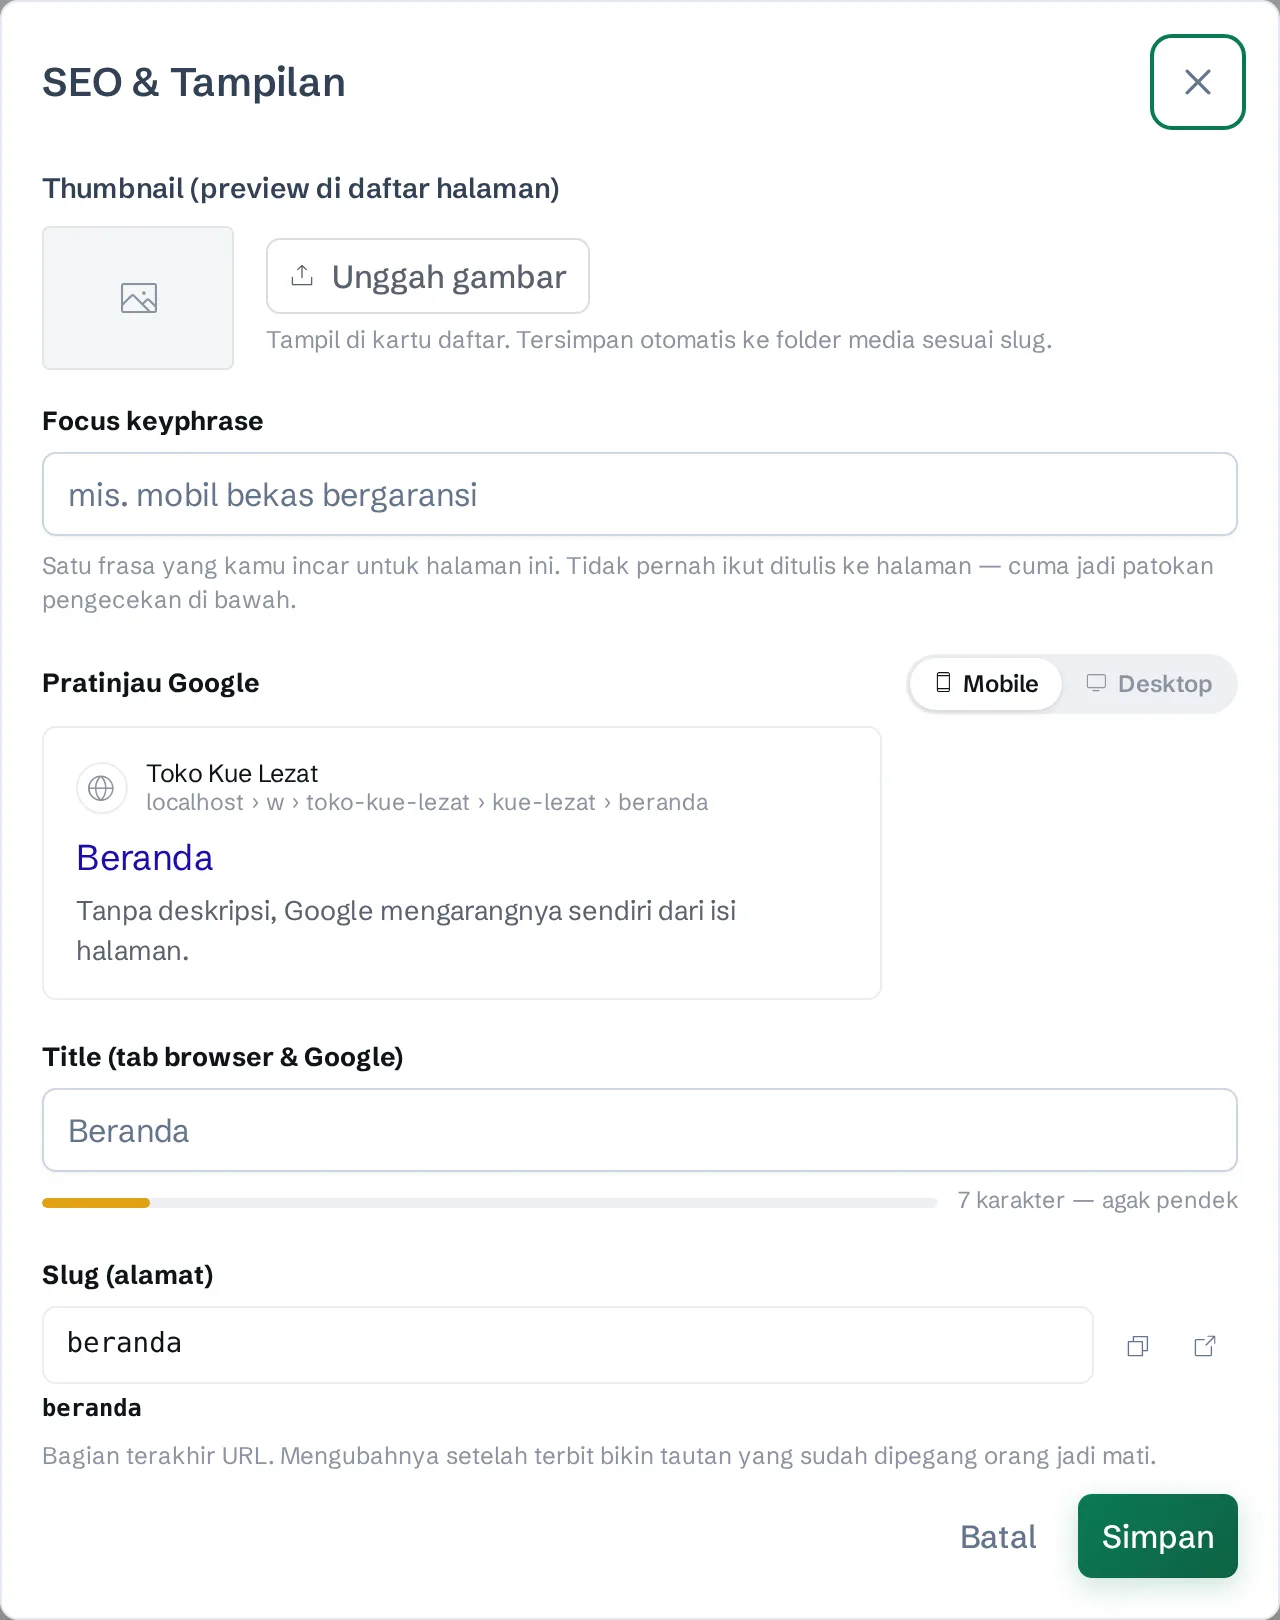 SEO & Tampilan
Thumbnail (preview di daftar halaman)
Unggah gambar
Tampil di kartu daftar. Tersimpan otomatis ke folder media sesuai slug.
Focus keyphrase
mis. mobil bekas bergaransi
Satu frasa yang kamu incar untuk halaman ini. Tidak pernah ikut ditulis ke halaman — cuma jadi patokan
pengecekan di bawah.
Pratinjau Google
Mobile
Desktop
Toko Kue Lezat
localhost › w › toko-kue-lezat › kue-lezat › beranda
Beranda
Tanpa deskripsi, Google mengarangnya sendiri dari isi
halaman.
Title (tab browser & Google)
Beranda
7 karakter — agak pendek
Slug (alamat)
beranda
beranda
Bagian terakhir URL. Mengubahnya setelah terbit bikin tautan yang sudah dipegang orang jadi mati.
Batal
Simpan